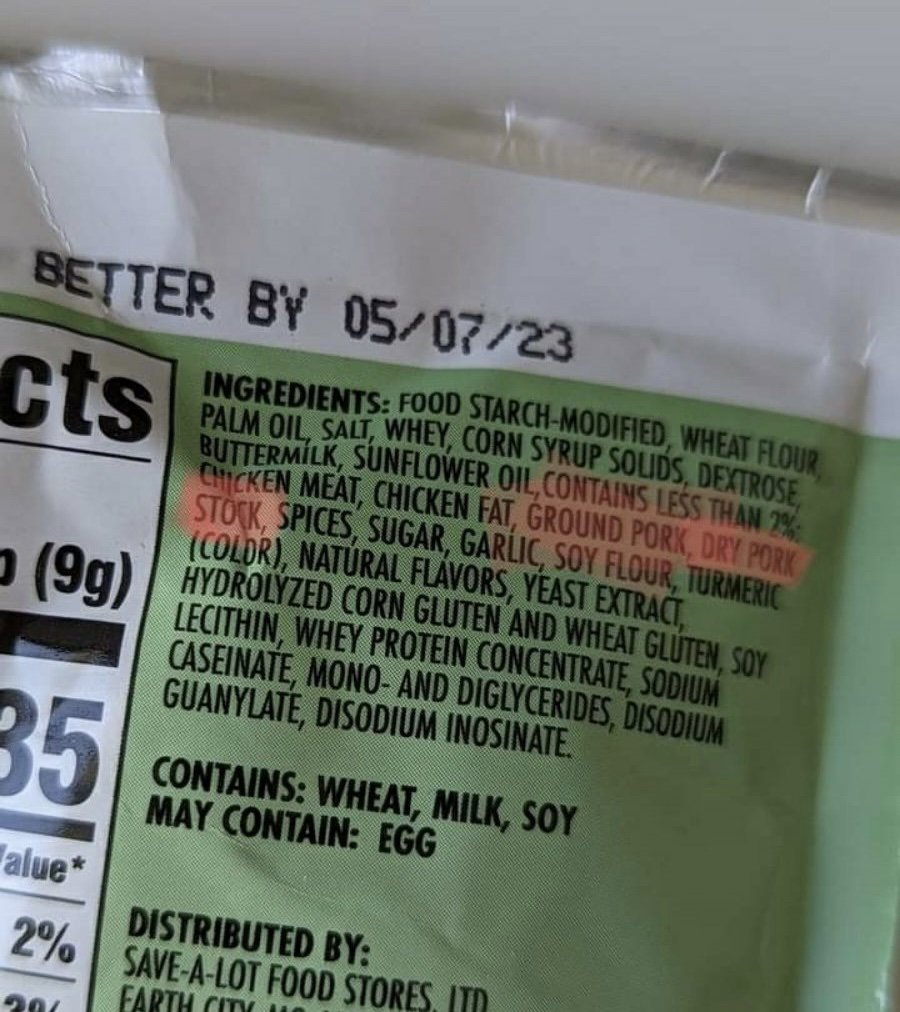 BETTER BY 05/07/23
cts
INGREDIENTS: FOOD STARCH-MODIFIED, WHEAT FLOUR,
PALM OIL, SALT, WHEY, CORN SYRUP SOLIDS, DEXTROSE,
BUTTERMILK, SUNFLOWER OIL, CONTAINS LESS THAN 2%:
CHICKEN MEAT, CHICKEN FAT, GROUND PORK, DRY PORK
STOCK, SPICES, SUGAR, GARLIC, SOY FLOUR, TURMERIC
(COLOR), NATURAL FLAVORS, YEAST EXTRACT,
HYDROLYZED CORN GLUTEN AND WHEAT GLUTEN, SOY
LECITHIN, WHEY PROTEIN CONCENTRATE, SODIUM
CASEINATE, MONO- AND DIGLYCERIDES, DISODIUM
GUANYLATE, DISODIUM INOSINATE.
(9g)
35
alue*
2%
CONTAINS: WHEAT, MILK, SOY
MAY CONTAIN: EGG
DISTRIBUTED BY:
SAVE-A-LOT FOOD STORES, LTD
EARTH CITY